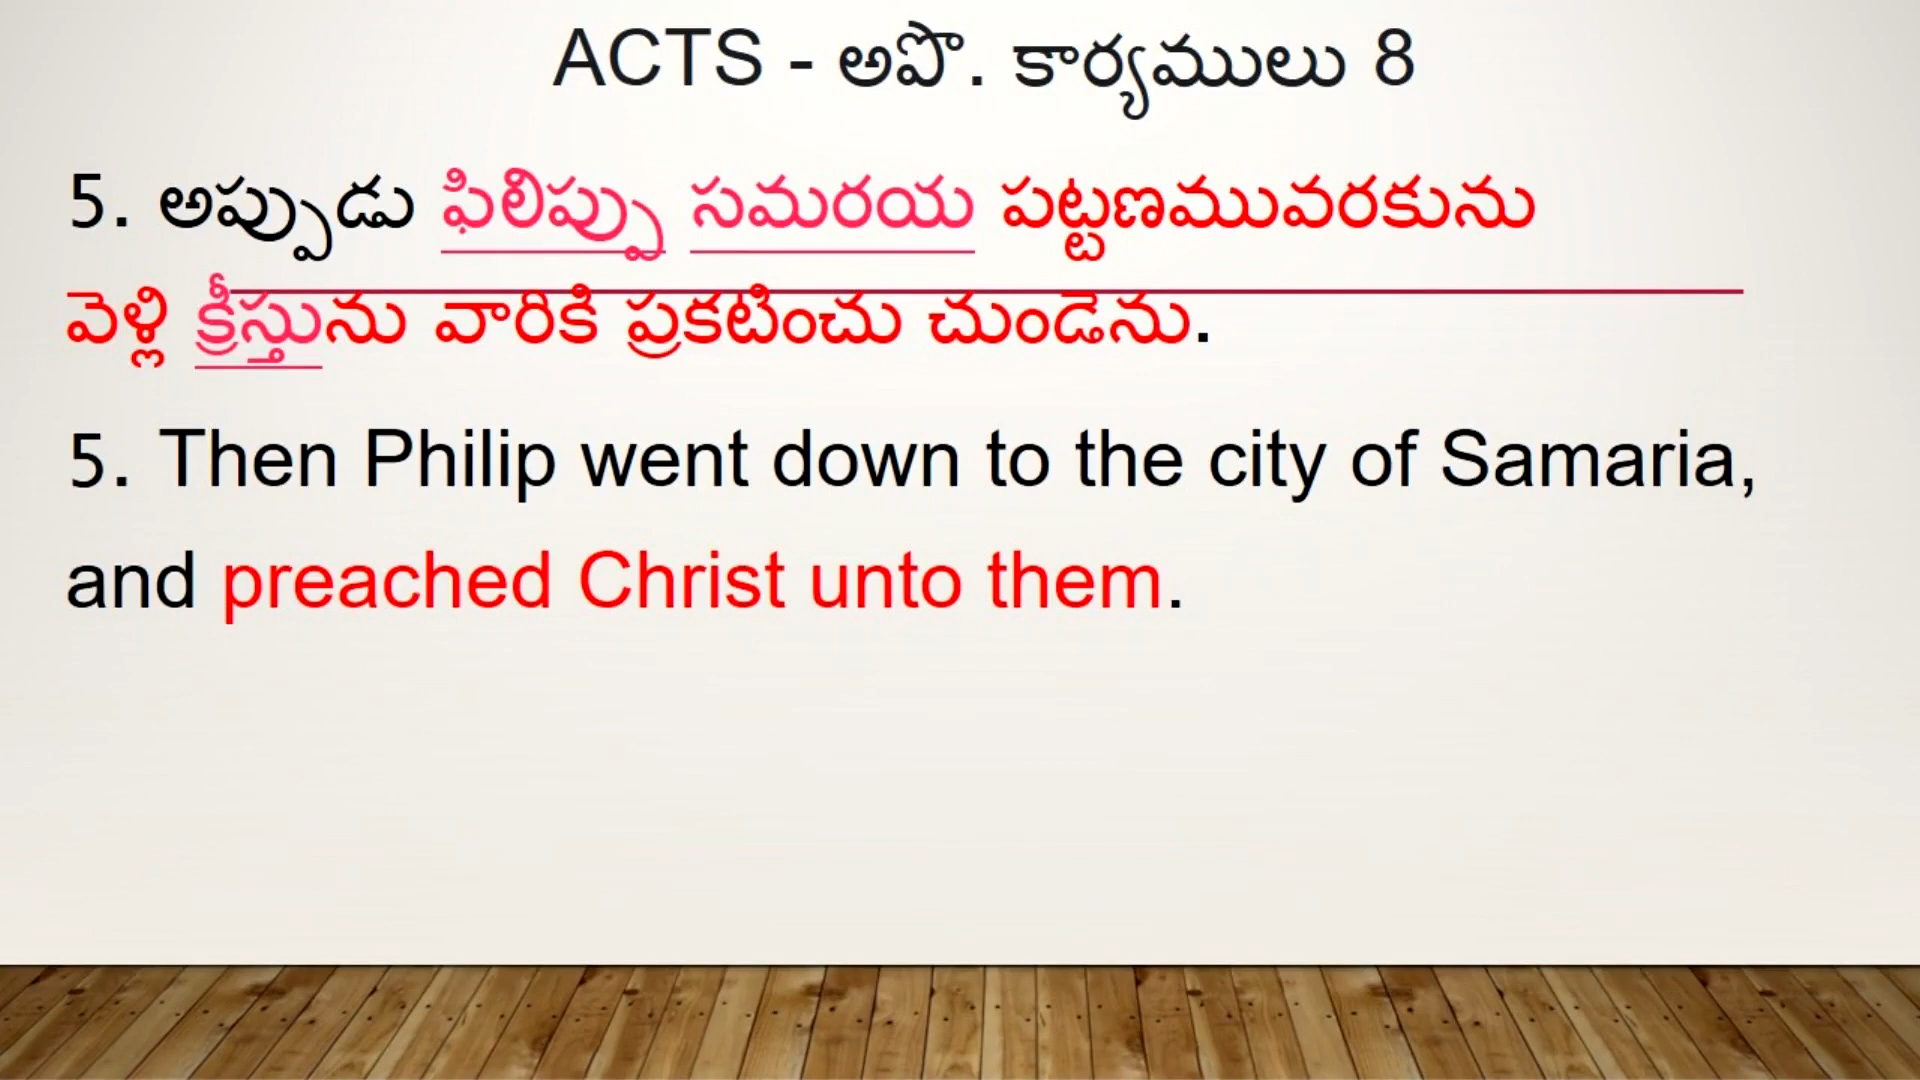 ACTS - అపొ. కార్యములు 8
5. అప్పుడు ఫిలిప్పు సమరయ పట్టణమువరకును
వెళ్లి క్రీస్తును వారికి ప్రకటించు చుండెను.
5. Then Philip went down to the city of Samaria,
and preached Christ unto them.